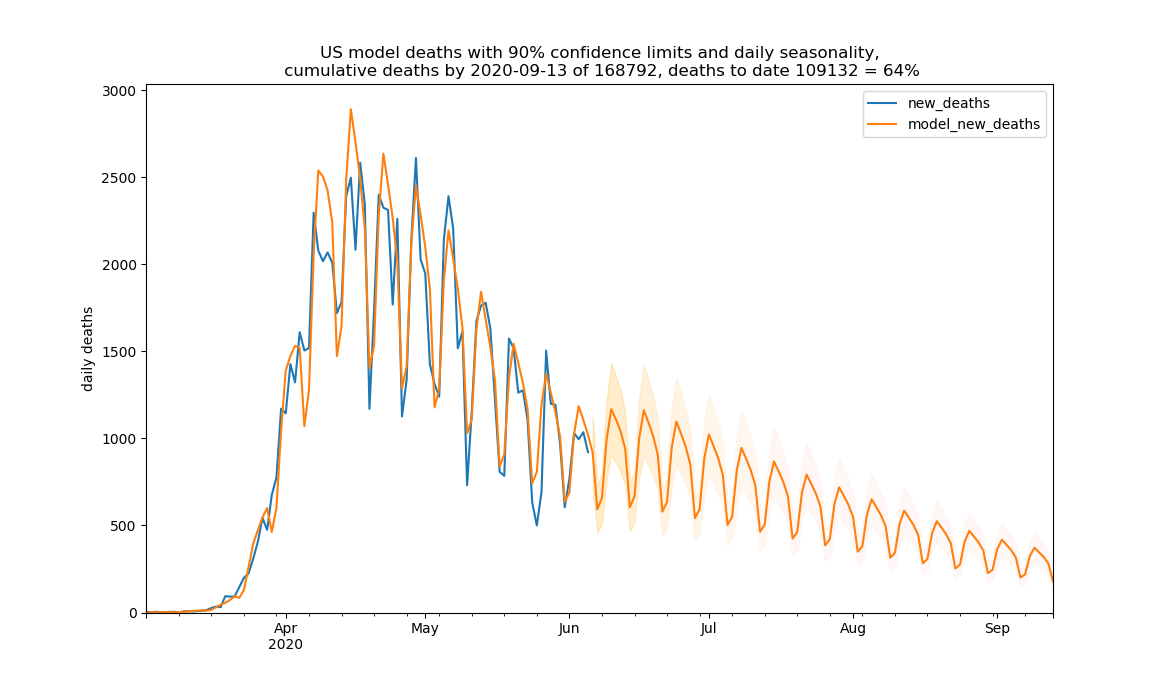 US model deaths with 90% confidence limits and daily seasonality,
cumulative deaths by 2020-09-13 of 168792, deaths to date 109132 = 64%
3000
2500
2000
1500
1000
500
0
daily deaths
new_deaths
model_new_deaths
Apr
May
Jun
Jul
Aug
Sep
2020